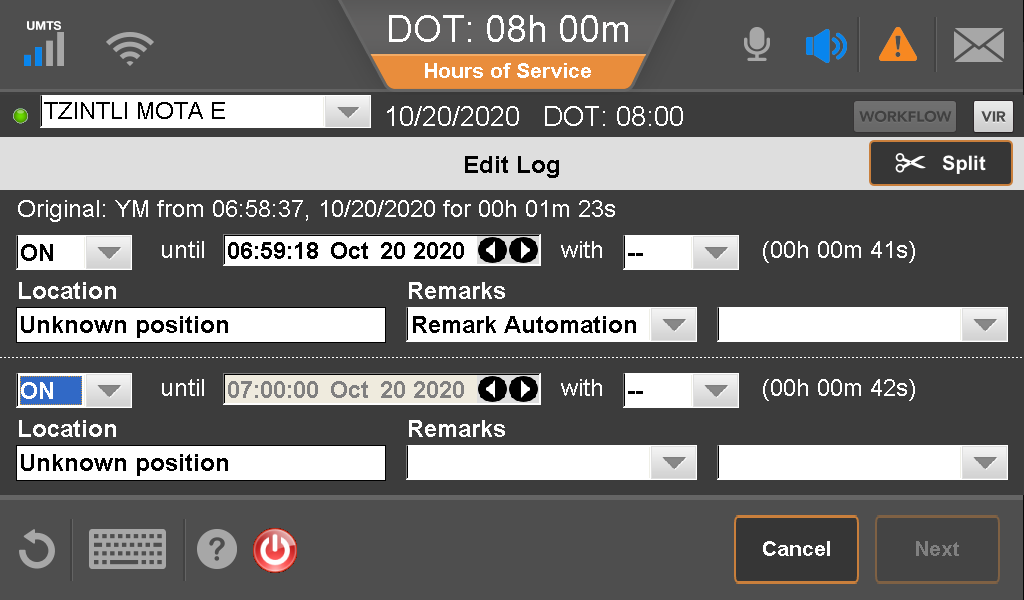 UMTS
DOT: 08h 00m
Hours of Service
TZINTLI MOTA E
10/20/2020 DOT: 08:00
WORKFLOW
VIR
Edit Log
Split
Original: YM from 06:58:37, 10/20/2020 for 00h 01m 23s
ON until 06:59:18 Oct 20 2020 with -- (00h 00m 41s)
Location Remarks
Unknown position Remark Automation
ON until 07:00:00 Oct 20 2020 with -- (00h 00m 42s)
Location Remarks
Unknown position
?
Cancel Next